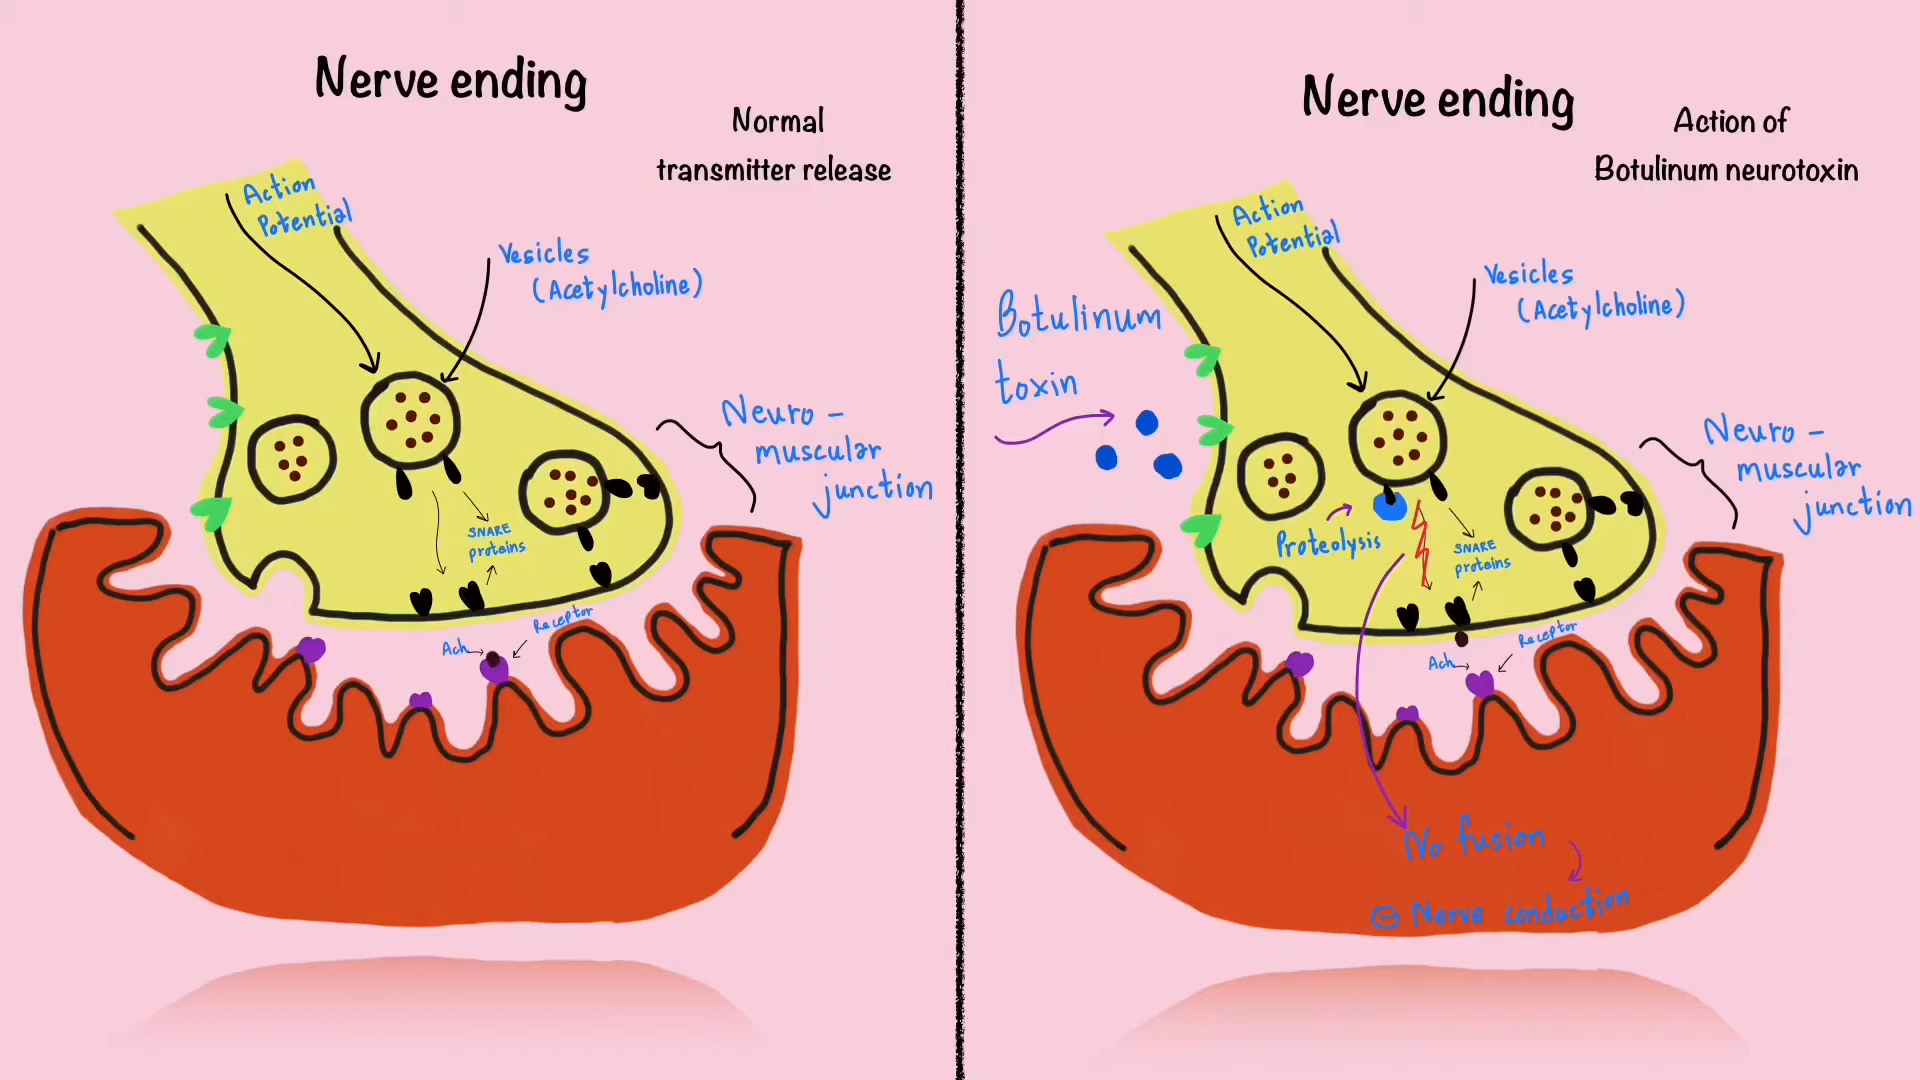 Nerve ending
Normal
transmitter release
Action
Potential
Vesicles
(Acetylcholine)
Neuro -
muscular
junction
SNARE
proteins
Receptor
Ach
Nerve ending
Action of
Botulinum neurotoxin
Action
Potential
Vesicles
(Acetylcholine)
Botulinum
toxin
Neuro -
muscular
junction
Proteolysis
SNARE
proteins
Receptor
Ach
No fusion
⊖ Nerve conduction